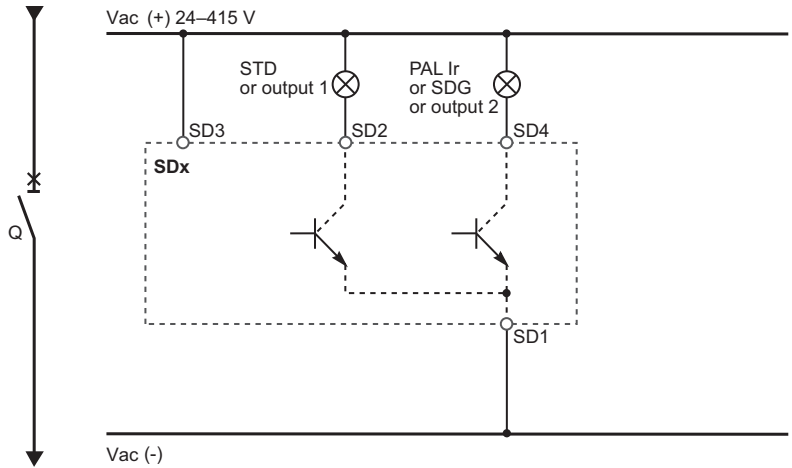 Vac (+) 24–415 V
STD
or output 1
PAL Ir
or SDG
or output 2
SD3
SD2
SD4
SDx
Q
SD1
Vac (-)